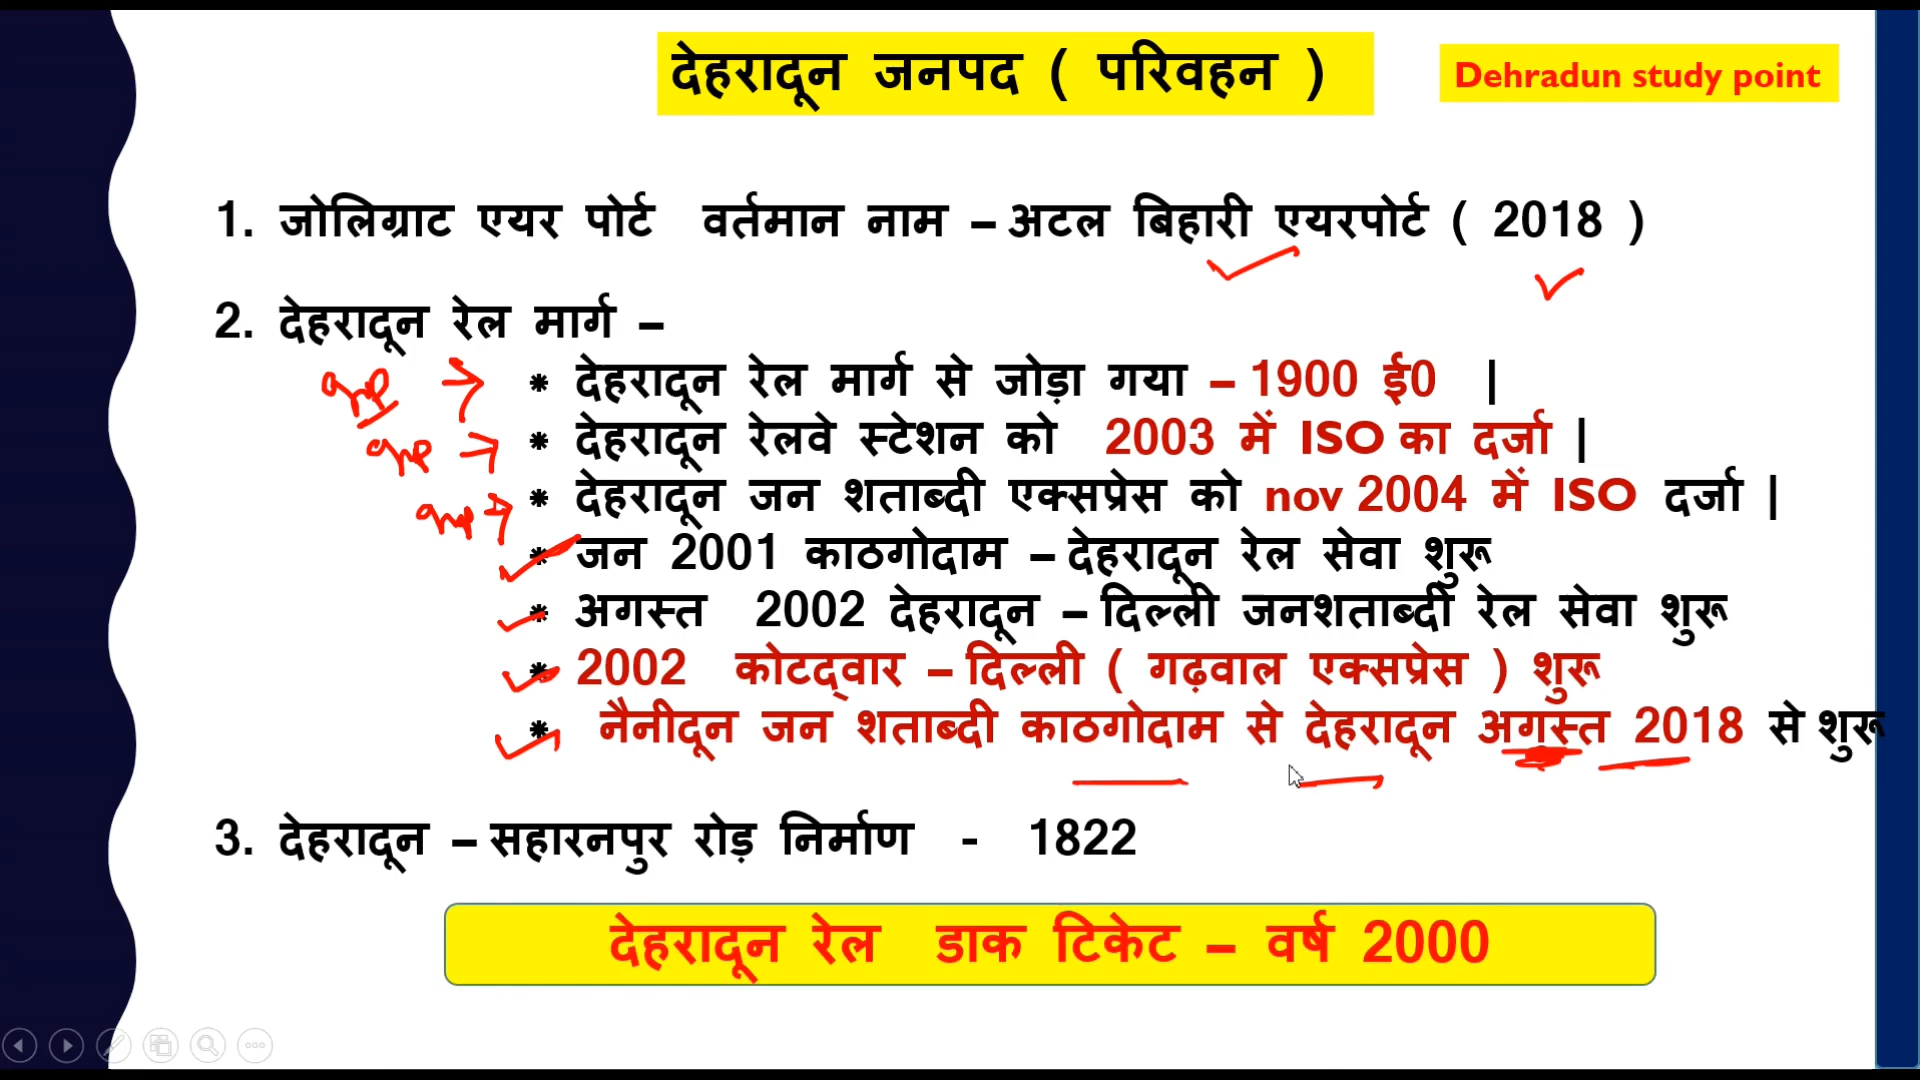 देहरादून जनपद ( परिवहन )
Dehradun study point
1. जोलिग्राट एयर पोर्ट वर्तमान नाम – अटल बिहारी एयरपोर्ट ( 2018 )
2. देहरादून रेल मार्ग –
* देहरादून रेल मार्ग से जोड़ा गया – 1900 ई0 |
* देहरादून रेलवे स्टेशन को 2003 में ISO का दर्जा |
* देहरादून जन शताब्दी एक्सप्रेस को nov 2004 में ISO दर्जा |
* जन 2001 काठगोदाम – देहरादून रेल सेवा शुरू
* अगस्त 2002 देहरादून – दिल्ली जनशताब्दी रेल सेवा शुरू
* 2002 कोटद्वार – दिल्ली ( गढ़वाल एक्सप्रेस ) शुरू
* नैनीदून जन शताब्दी काठगोदाम से देहरादून अगस्त 2018 से शुरू
3. देहरादून – सहारनपुर रोड़ निर्माण - 1822
देहरादून रेल डाक टिकेट – वर्ष 2000